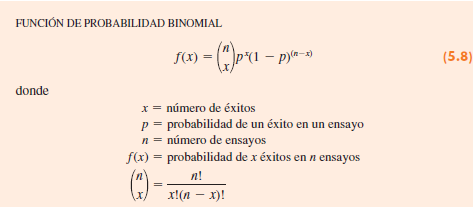 FUNCIÓN DE PROBABILIDAD BINOMIAL
f(x) = (n x) pˣ(1 − p)⁽ⁿ⁻ˣ⁾ (5.8)
donde
x = número de éxitos
p = probabilidad de un éxito en un ensayo
n = número de ensayos
f(x) = probabilidad de x éxitos en n ensayos
(n x) = n! / x!(n − x)!